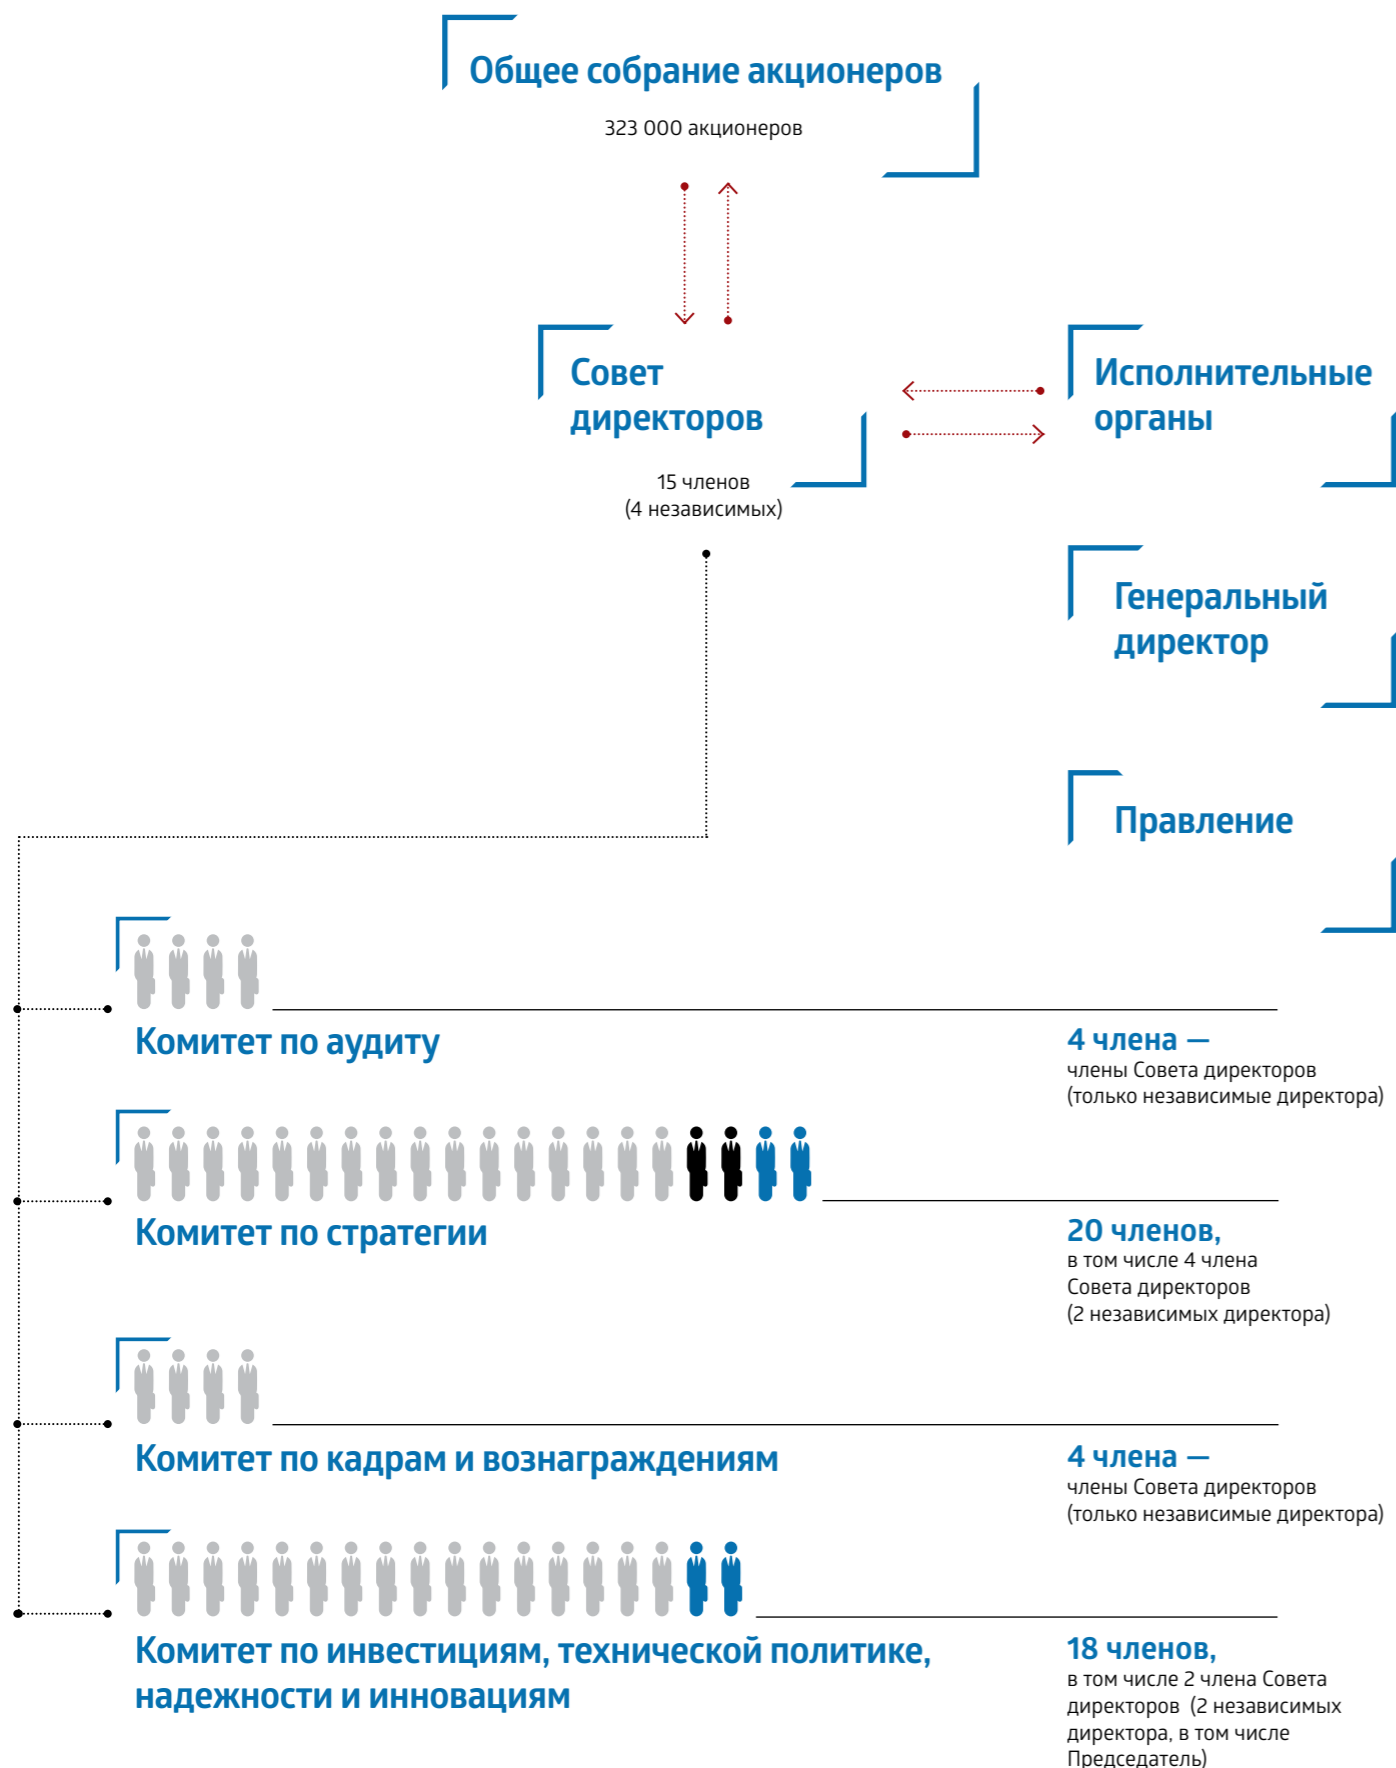 Общее собрание акционеров
323 000 акционеров
Совет
директоров
15 членов
(4 независимых)
Исполнительные
органы
Генеральный
директор
Правление
Комитет по аудиту
4 члена —
члены Совета директоров
(только независимые директора)
Комитет по стратегии
20 членов,
в том числе 4 члена
Совета директоров
(2 независимых директора)
Комитет по кадрам и вознаграждениям
4 члена —
члены Совета директоров
(только независимые директора)
Комитет по инвестициям, технической политике,
надежности и инновациям
18 членов,
в том числе 2 члена Совета
директоров (2 независимых
директора, в том числе
Председатель)